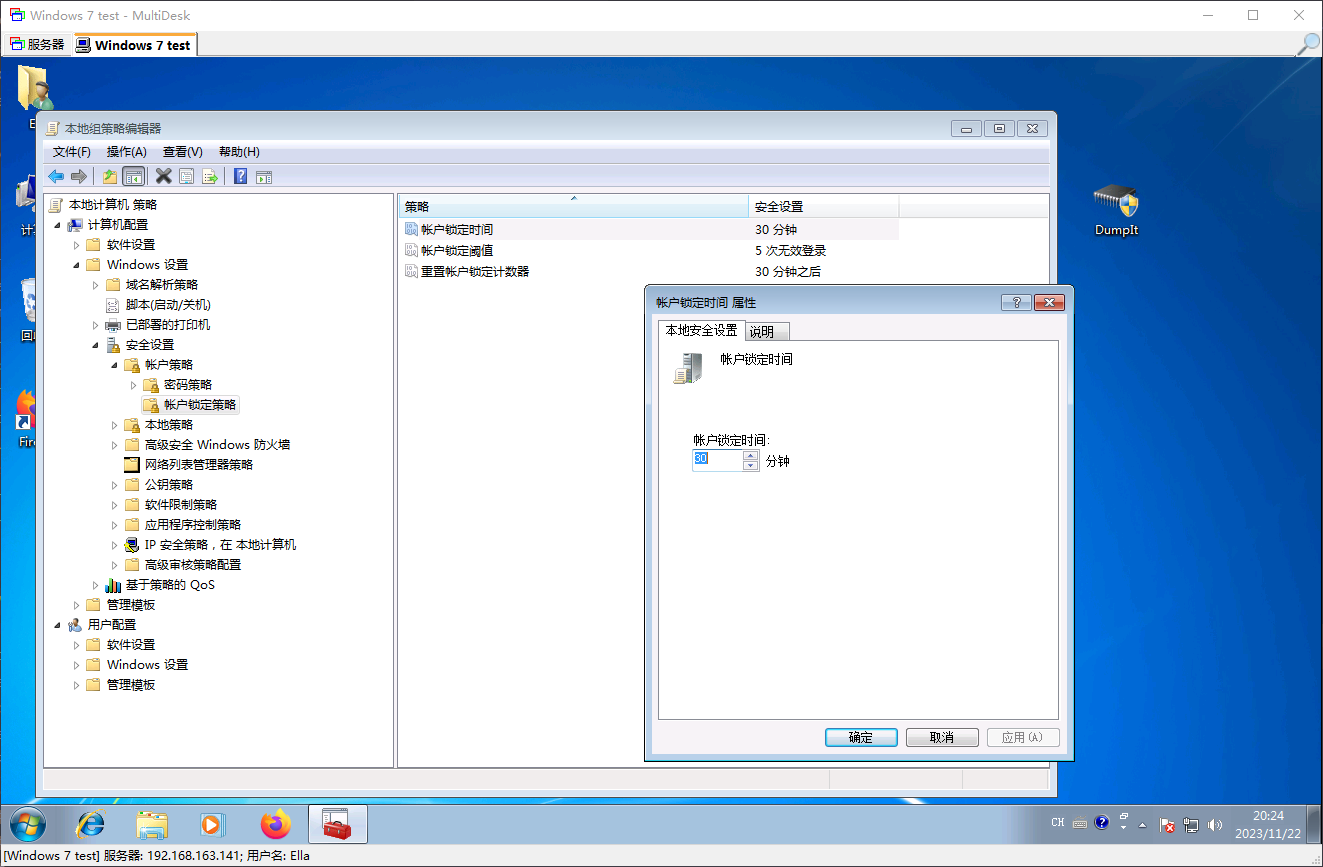 Windows 7 test - MultiDesk
服务器 Windows 7 test
本地组策略编辑器
文件(F) 操作(A) 查看(V) 帮助(H)
本地计算机 策略
计算机配置
软件设置
Windows 设置
域名解析策略
脚本(启动/关机)
已部署的打印机
安全设置
帐户策略
密码策略
帐户锁定策略
本地策略
高级安全 Windows 防火墙
网络列表管理器策略
公钥策略
软件限制策略
应用程序控制策略
IP 安全策略，在 本地计算机
高级审核策略配置
基于策略的 QoS
管理模板
用户配置
软件设置
Windows 设置
管理模板
策略 安全设置
帐户锁定时间 30 分钟
帐户锁定阈值 5 次无效登录
重置帐户锁定计数器 30 分钟之后
帐户锁定时间 属性
本地安全设置 说明
帐户锁定时间
帐户锁定时间:
30 分钟
确定 取消 应用(A)
DumpIt
CH
20:24
2023/11/22
[Windows 7 test] 服务器: 192.168.163.141; 用户名: Ella